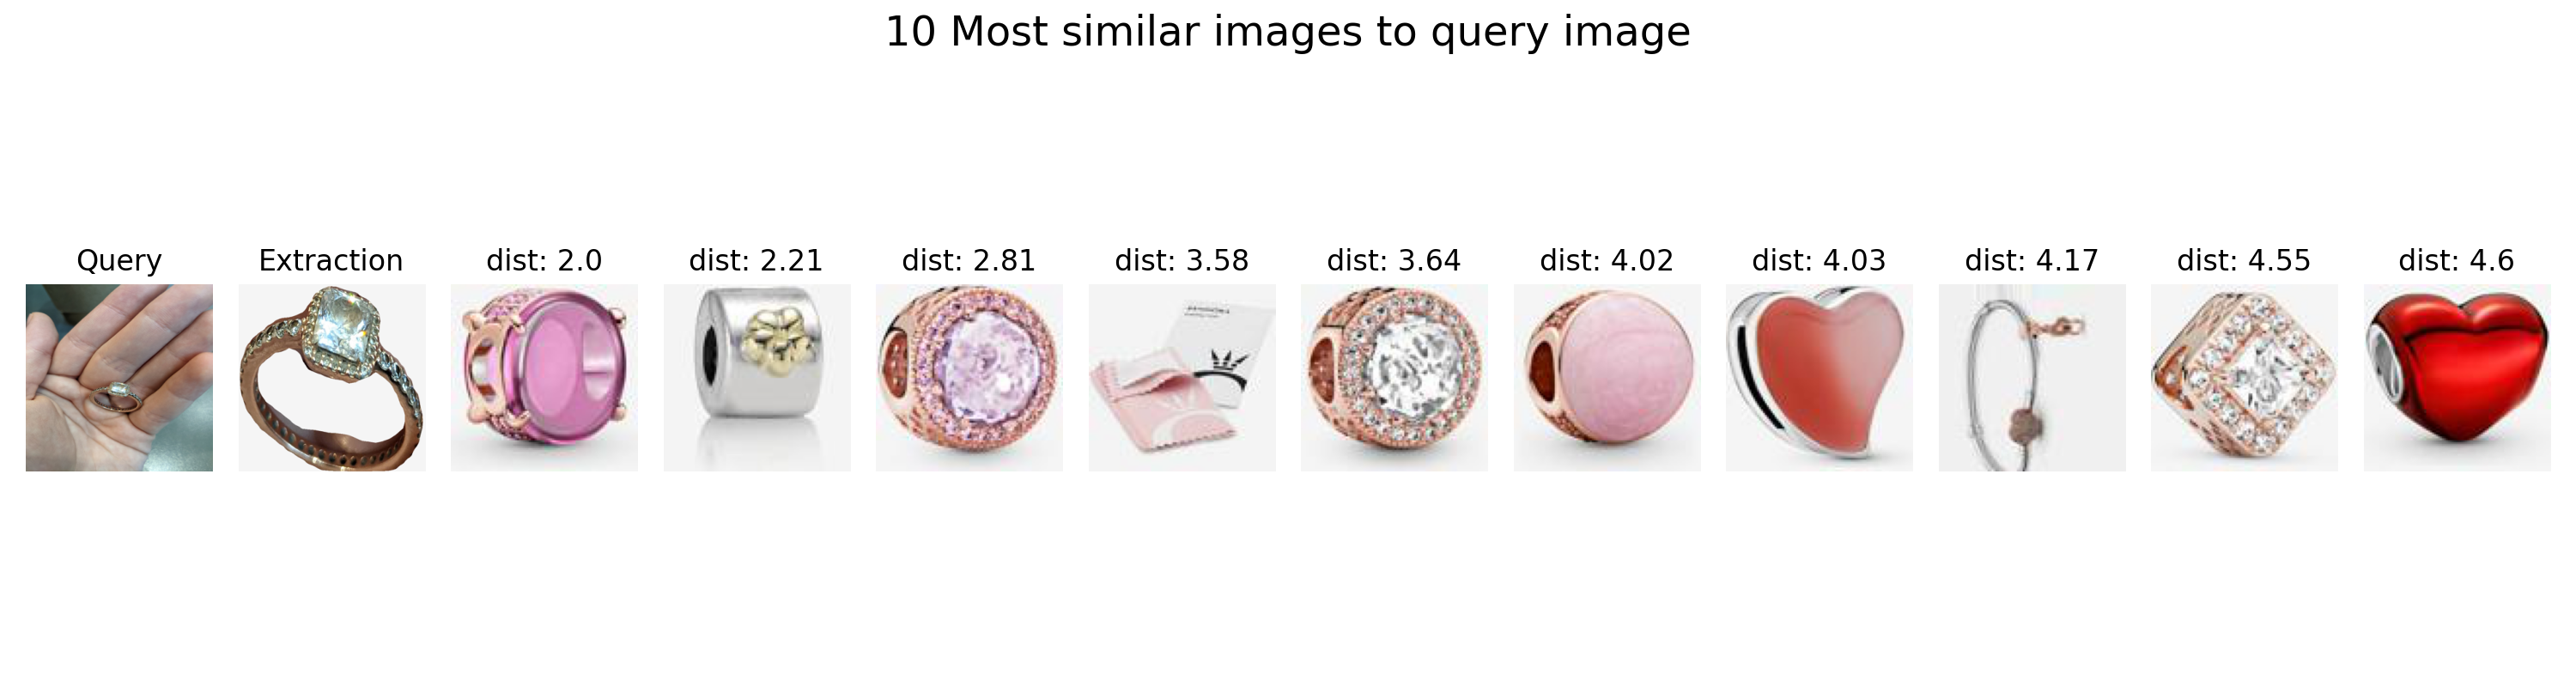 10 Most similar images to query image
Query
Extraction
dist: 2.0
dist: 2.21
dist: 2.81
dist: 3.58
dist: 3.64
dist: 4.02
dist: 4.03
dist: 4.17
dist: 4.55
dist: 4.6
PANDORA